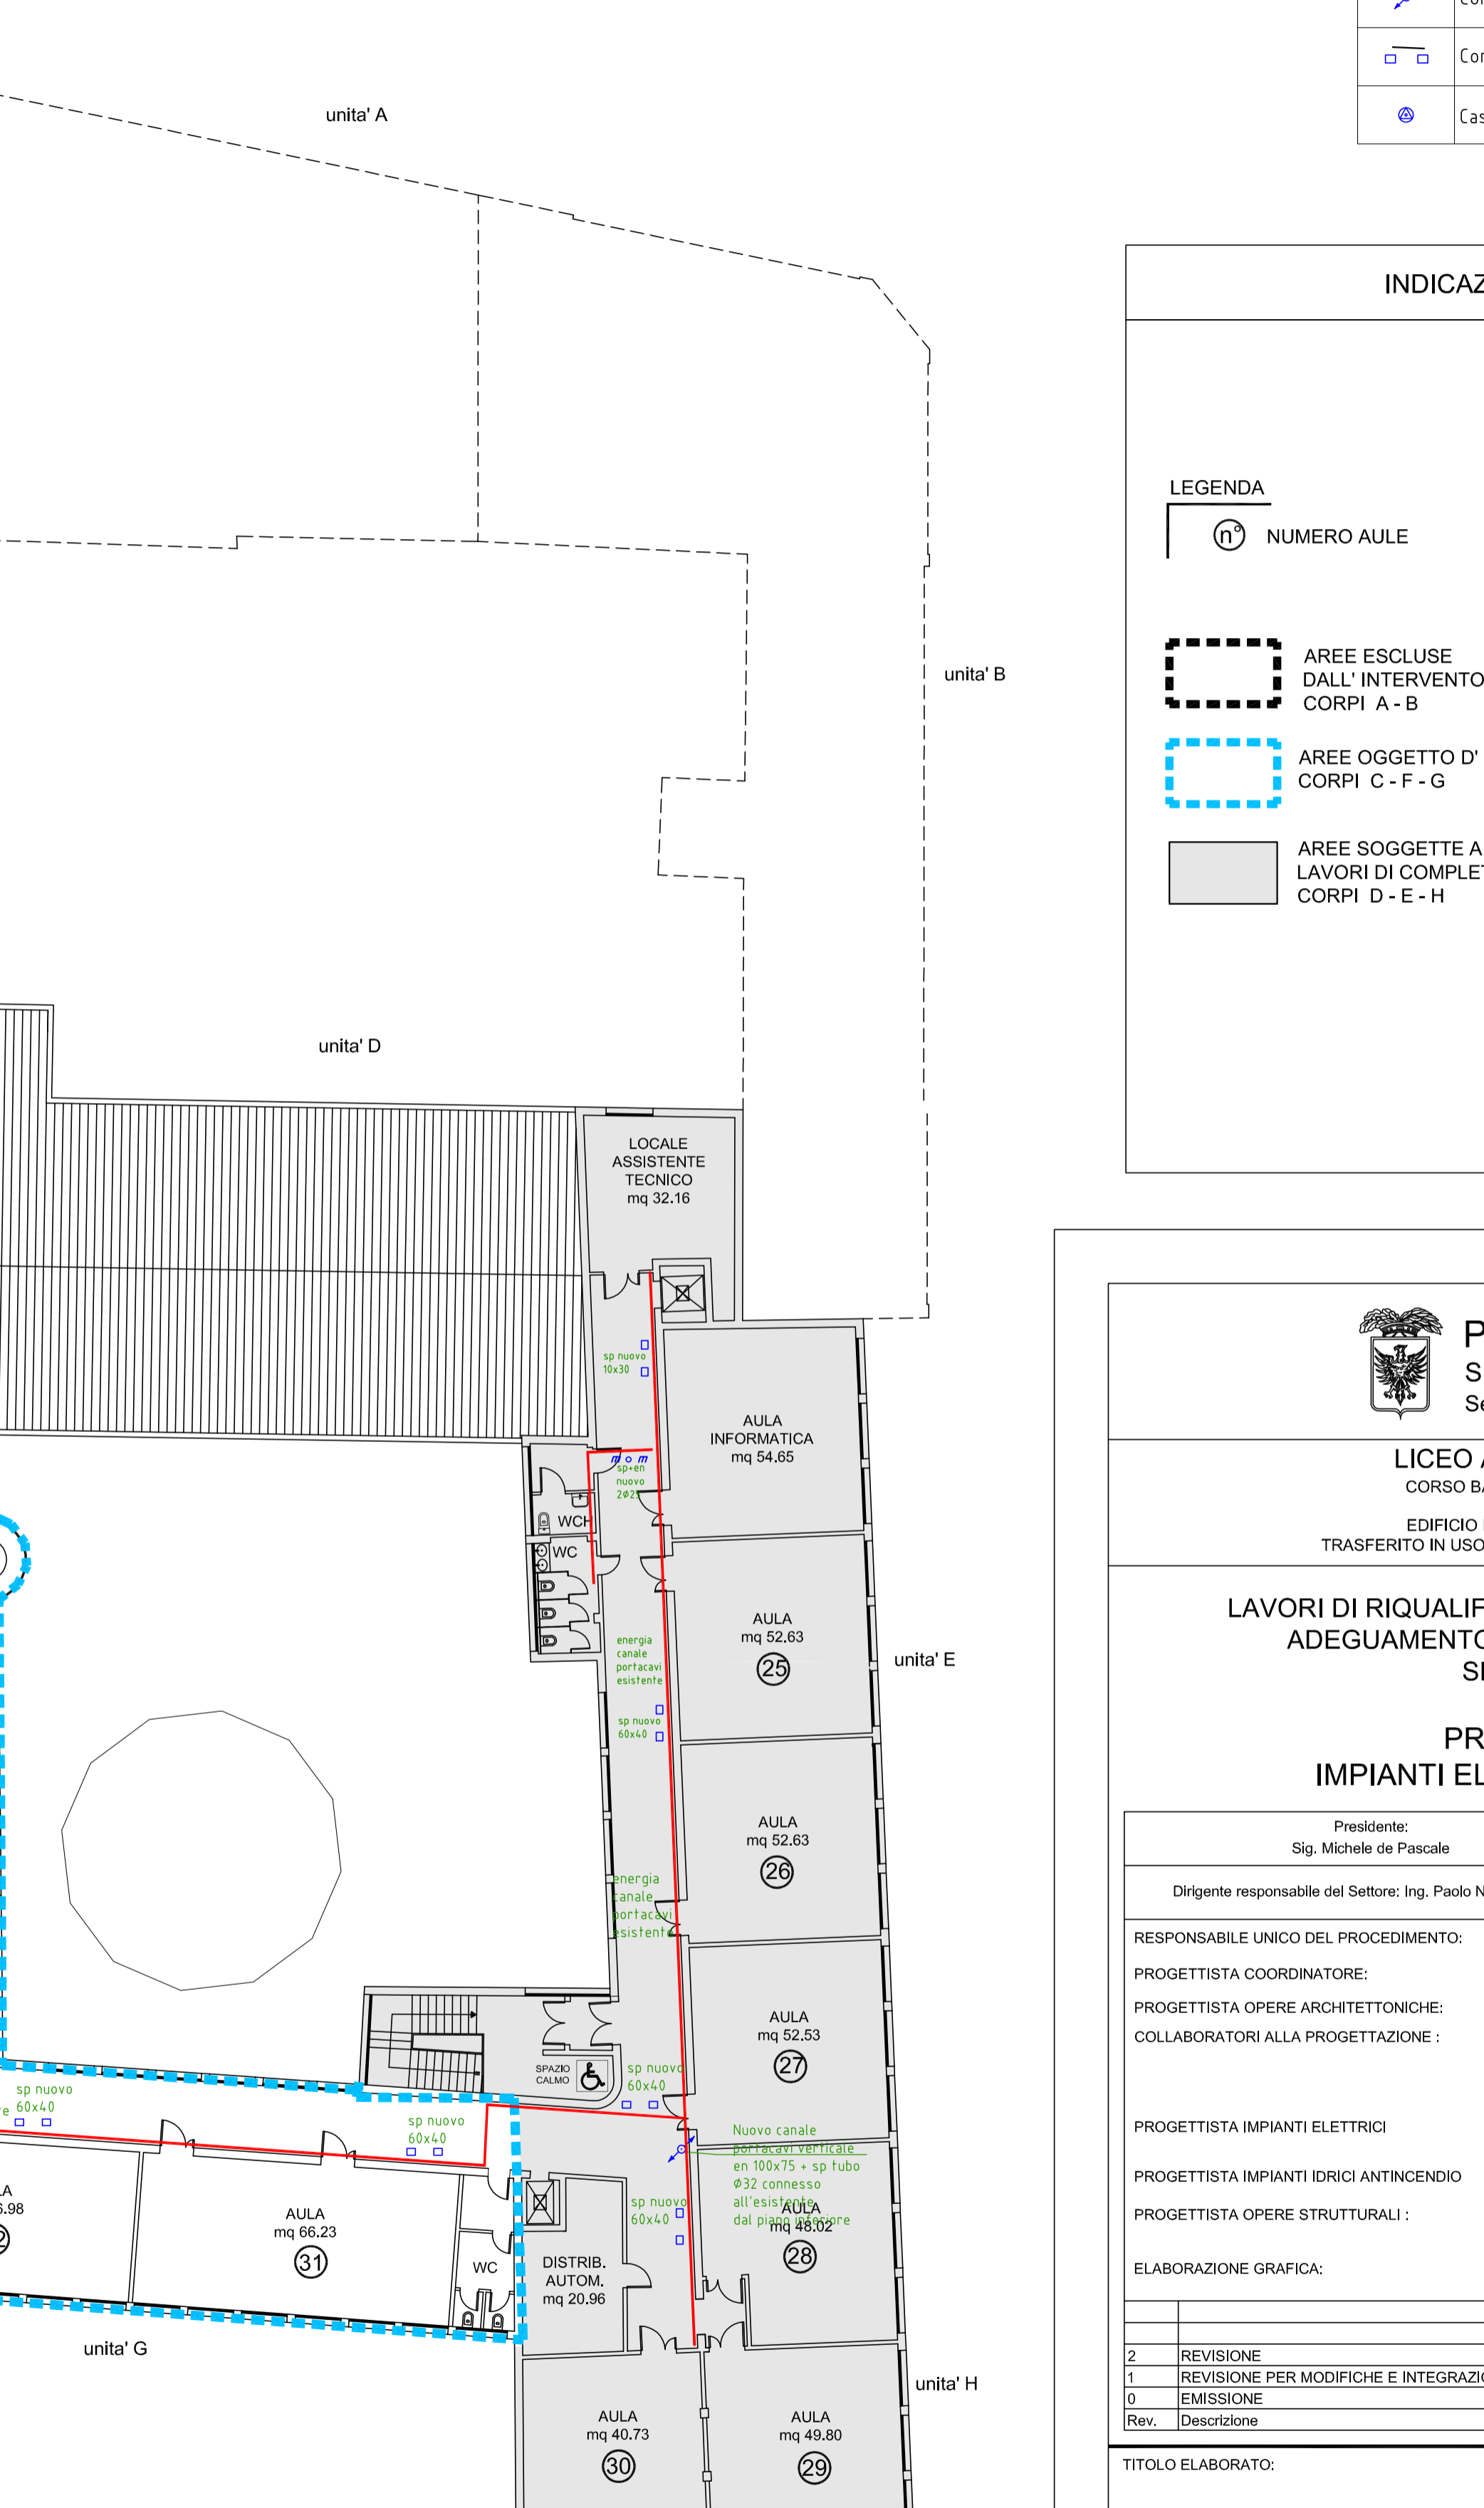 unita' A
INDICAZ
LEGENDA
n°
NUMERO AULE
AREE ESCLUSE
DALL' INTERVENTO
CORPI A - B
unita' B
AREE OGGETTO D'
CORPI C - F - G
AREE SOGGETTE A
CORPI D - E - H
unita' D
LOCALE
ASSISTENTE
TECNICO
mq 32.16
sp nuovo
10x30
AULA
INFORMATICA
mq 54.65
m o m
sp+en
nuovo
2Ø25
WCH
WC
AULA
mq 52.63
25
energia
canale
portacavi
esistente
sp nuovo
60x40
unita' E
AULA
mq 52.63
26
energia
canale
portacavi
esistente
AULA
mq 52.53
27
SPAZIO
CALMO
sp nuovo
60x40
sp nuovo
60x40
sp nuovo
60x40
Nuovo canale
portacavi verticale
en 100x75 + sp tubo
Ø32 connesso
all'esistente
dal piano inferiore
AULA
mq 48.02
28
sp nuovo
60x40
AULA
mq 66.23
31
WC
DISTRIB.
AUTOM.
mq 20.96
unita' G
unita' H
AULA
mq 40.73
30
AULA
mq 49.80
29
LICEO
CORSO
EDIFICIO
TRASFERITO IN USO
LAVORI DI
ADEGUAMENTO
IMPIANTI
Presidente:
Sig. Michele de Pascale
Dirigente responsabile del Settore: Ing. Paolo N
RESPONSABILE UNICO DEL PROCEDIMENTO:
PROGETTISTA COORDINATORE:
PROGETTISTA OPERE ARCHITETTONICHE:
COLLABORATORI ALLA PROGETTAZIONE :
PROGETTISTA IMPIANTI ELETTRICI
PROGETTISTA IMPIANTI IDRICI ANTINCENDIO
PROGETTISTA OPERE STRUTTURALI :
ELABORAZIONE GRAFICA:
2 REVISIONE
1 REVISIONE PER MODIFICHE E
0 EMISSIONE
Rev. Descrizione
TITOLO ELABORATO: